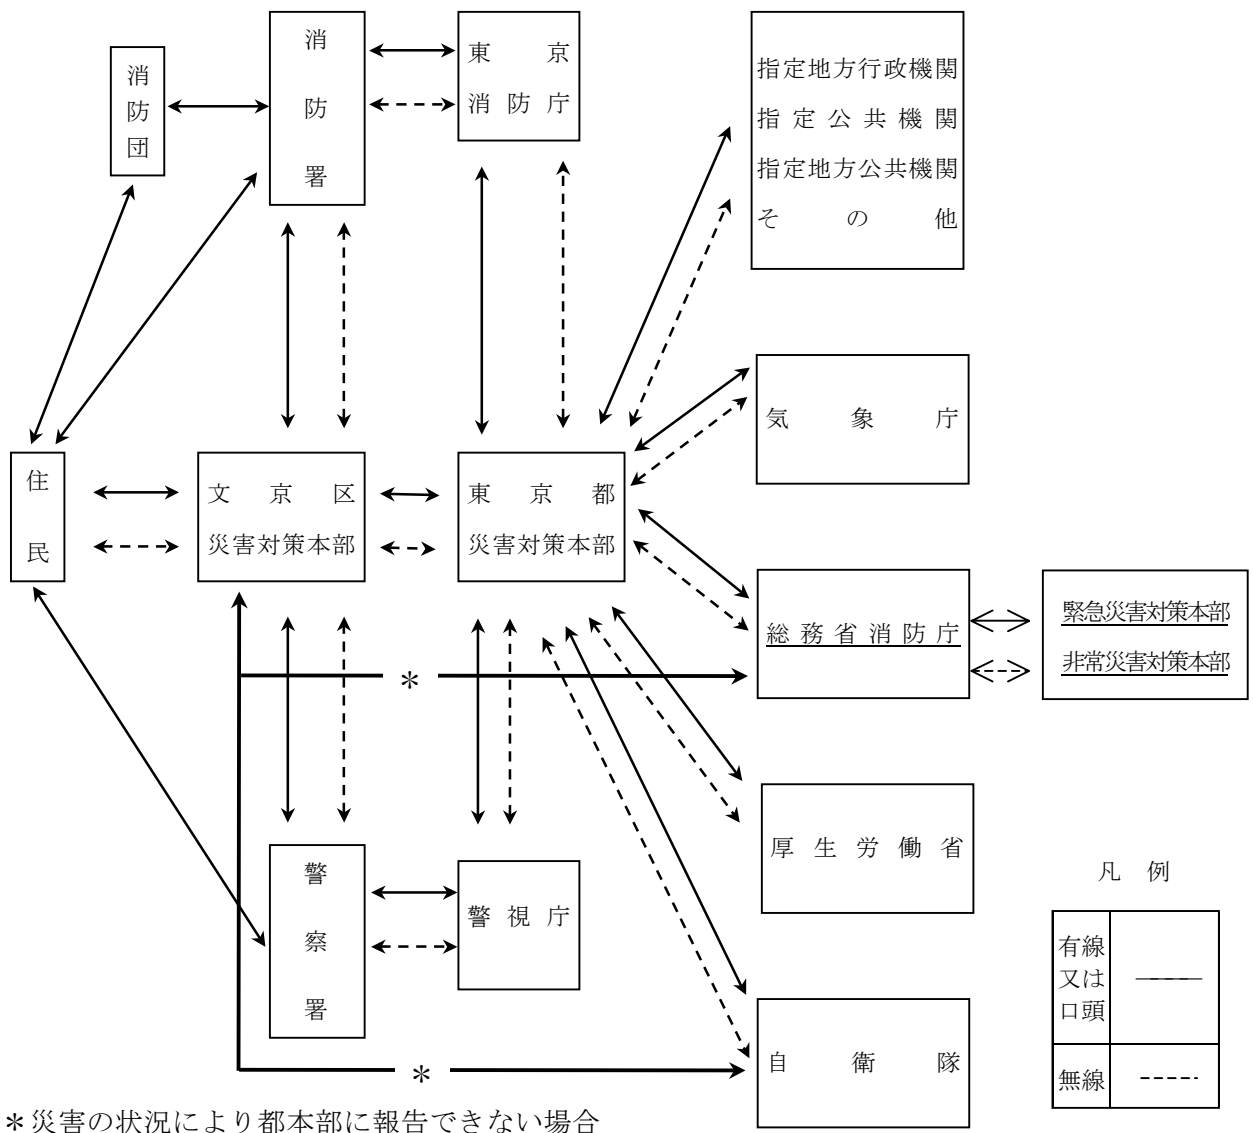 消防団
消防署
東京
消防庁
指定地方行政機関
指定公共機関
指定地方公共機関
その他
気象庁
住民
文京区
災害対策本部
東京都
災害対策本部
総務省消防庁
緊急災害対策本部
非常災害対策本部
＊
厚生労働省
警察署
警視庁
自衛隊
＊
凡例
有線
又は
口頭
無線
＊災害の状況により都本部に報告できない場合